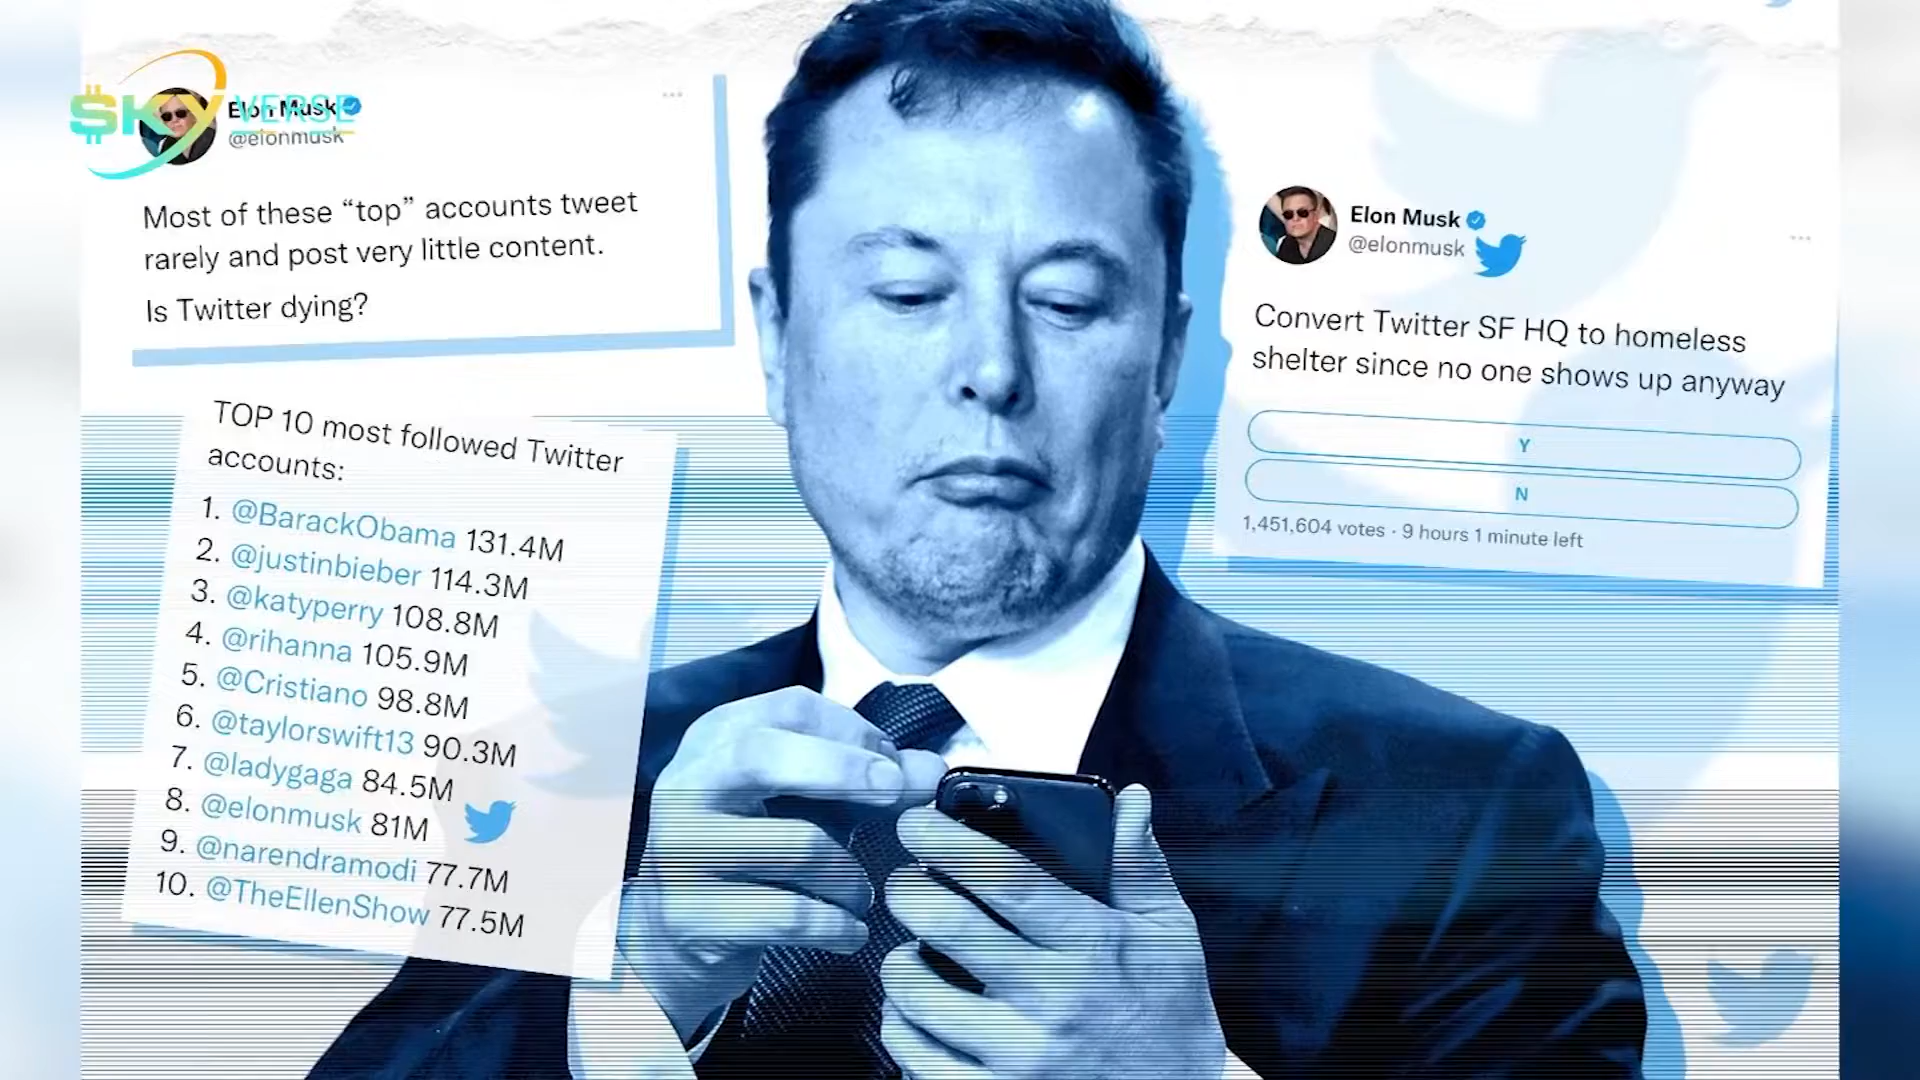 $KY VERSE
Elon Musk
@elonmusk
Most of these “top” accounts tweet
rarely and post very little content.
Is Twitter dying?
TOP 10 most followed Twitter
accounts:
1. @BarackObama 131.4M
2. @justinbieber 114.3M
3. @katyperry 108.8M
4. @rihanna 105.9M
5. @Cristiano 98.8M
6. @taylorswift13 90.3M
7. @ladygaga 84.5M
8. @elonmusk 81M
9. @narendramodi 77.7M
10. @TheEllenShow 77.5M
Elon Musk
@elonmusk
Convert Twitter SF HQ to homeless
shelter since no one shows up anyway
Y
N
1,451,604 votes · 9 hours 1 minute left